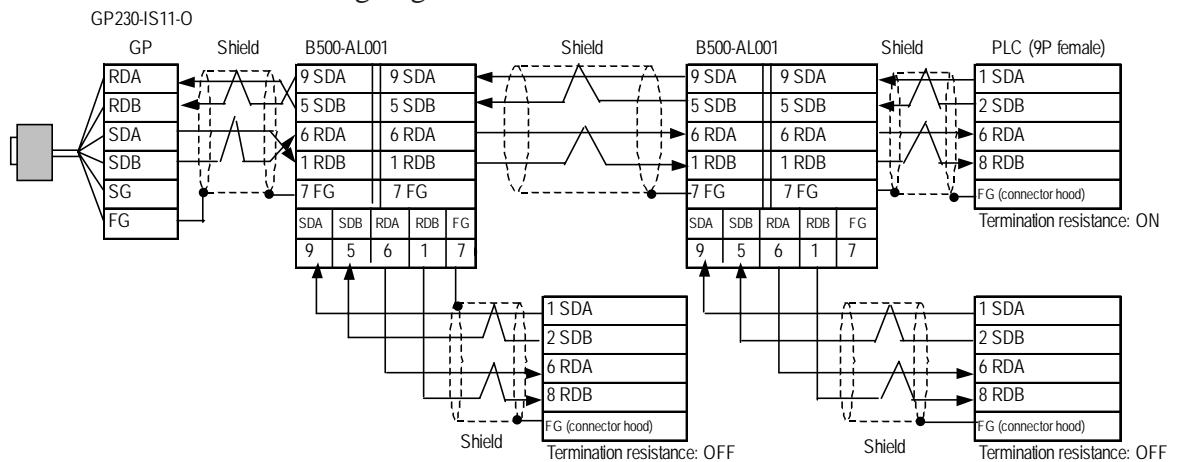 GP230-IS11-O
GP Shield B500-AL001 Shield B500-AL001 Shield PLC (9P female)
RDA 9 SDA 9 SDA 9 SDA 9 SDA 1 SDA
RDB 5 SDB 5 SDB 5 SDB 5 SDB 2 SDB
SDA 6 RDA 6 RDA 6 RDA 6 RDA 6 RDA
SDB 1 RDB 1 RDB 1 RDB 1 RDB 8 RDB
SG 7 FG 7 FG 7 FG 7 FG FG (connector hood)
FG SDA SDB RDA RDB FG SDA SDB RDA RDB FG Termination resistance: ON
9 5 6 1 7 9 5 6 1 7
1 SDA 1 SDA
2 SDB 2 SDB
6 RDA 6 RDA
8 RDB 8 RDB
FG (connector hood) FG (connector hood)
Shield Termination resistance: OFF Shield Termination resistance: OFF